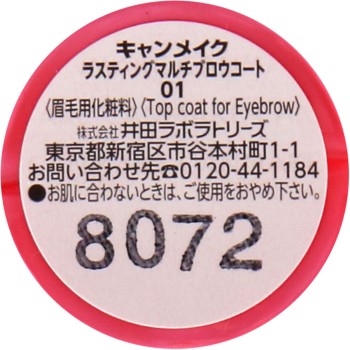 キャンメイク
ラスティングマルチブロウコート
01
〈眉毛用化粧料〉〈Top coat for Eyebrow〉
株式会社 井田ラボラトリーズ
東京都新宿区市谷本村町1-1
お問い合わせ先☎0120-44-1184
●お肌に合わないときは、ご使用をおやめ下さい。
8072